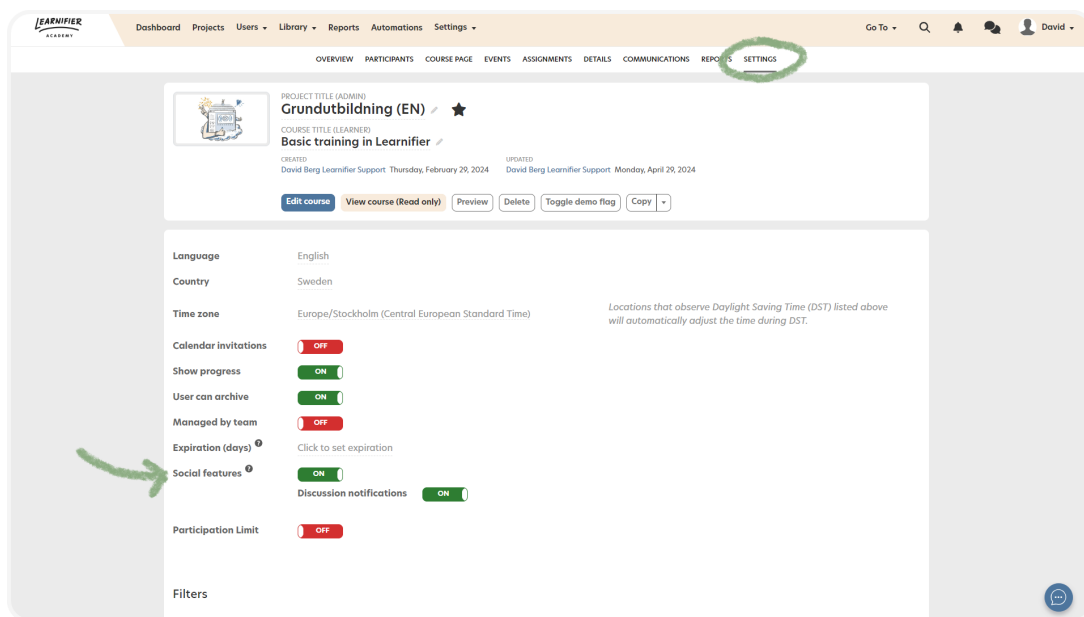 LEARNIFIER
ACADEMY
Dashboard Projects Users Library Reports Automations Settings Go To David
OVERVIEW PARTICIPANTS COURSE PAGE EVENTS ASSIGNMENTS DETAILS COMMUNICATIONS REPORTS SETTINGS
PROJECT TITLE (ADMIN)
Grundutbildning (EN)
COURSE TITLE (LEARNER)
Basic training in Learnifier
CREATED UPDATED
David Berg Learnifier Support Thursday, February 29, 2024 David Berg Learnifier Support Monday, April 29, 2024
Edit course View course (Read only) Preview Delete Toggle demo flag Copy
Language English
Country Sweden
Time zone Europe/Stockholm (Central European Standard Time) Locations that observe Daylight Saving Time (DST) listed above
will automatically adjust the time during DST.
Calendar invitations OFF
Show progress ON
User can archive ON
Managed by team OFF
Expiration (days) ? Click to set expiration
Social features ? ON
Discussion notifications ON
Participation Limit OFF
Filters